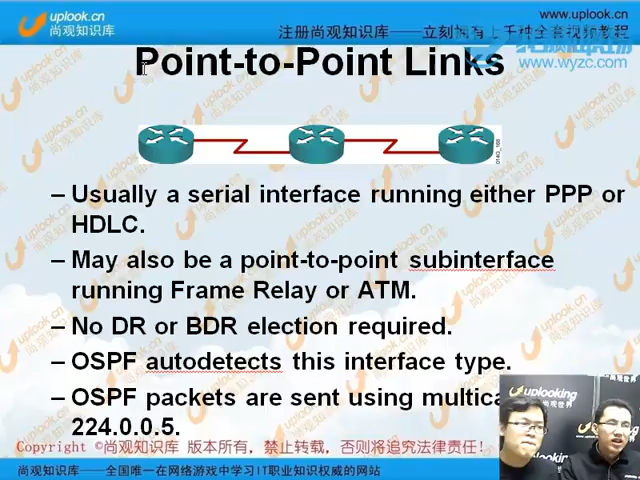 uplook.cn
尚观知识库
www.uplook.cn
注册尚观知识库——立刻拥有上千种全套视频教程
www.wyzc.com
Point-to-Point Links
0140_168
– Usually a serial interface running either PPP or
HDLC.
– May also be a point-to-point subinterface
running Frame Relay or ATM.
– No DR or BDR election required.
– OSPF autodetects this interface type.
– OSPF packets are sent using multica
224.0.0.5.
uplooking
尚观世界
Copyright ©尚观知识库 版本所有，禁止转载，否则将追究法律责任！
尚观知识库——全国唯一在网络游戏中学习IT职业知识权威的网站